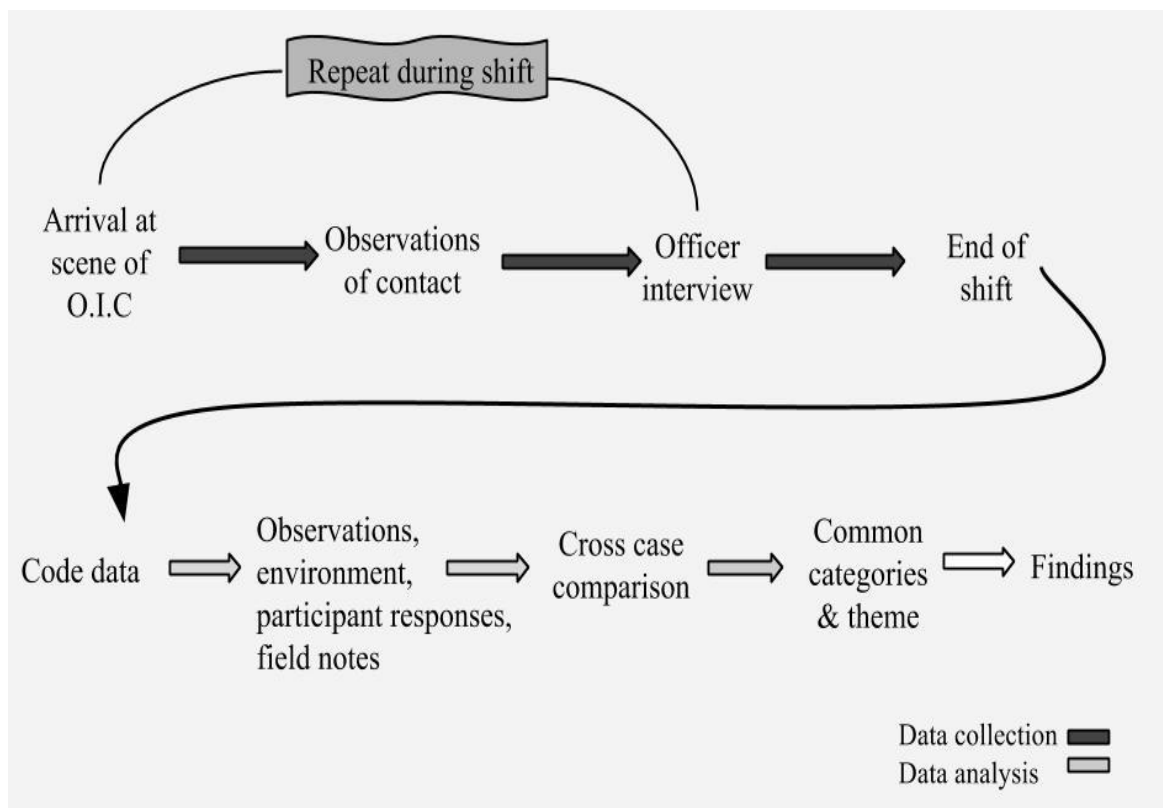 Repeat during shift
Arrival at
scene of
O.I.C
Observations
of contact
Officer
interview
End of
shift
Code data
Observations,
environment,
participant responses,
field notes
Cross case
comparison
Common
categories
& theme
Findings
Data collection
Data analysis